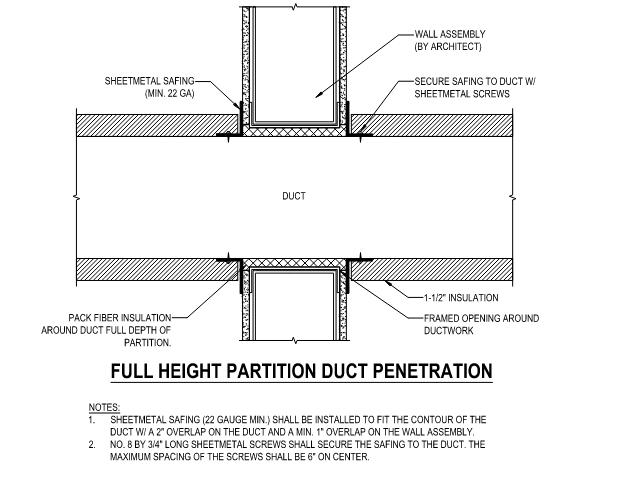 WALL ASSEMBLY
(BY ARCHITECT)
SHEETMETAL SAFING
(MIN. 22 GA)
SECURE SAFING TO DUCT W/
SHEETMETAL SCREWS
DUCT
1-1/2" INSULATION
PACK FIBER INSULATION
AROUND DUCT FULL DEPTH OF
PARTITION.
FRAMED OPENING AROUND
DUCTWORK
FULL HEIGHT PARTITION DUCT PENETRATION
NOTES:
1. SHEETMETAL SAFING (22 GAUGE MIN.) SHALL BE INSTALLED TO FIT THE CONTOUR OF THE
DUCT W/ A 2" OVERLAP ON THE DUCT AND A MIN. 1" OVERLAP ON THE WALL ASSEMBLY.
2. NO. 8 BY 3/4" LONG SHEETMETAL SCREWS SHALL SECURE THE SAFING TO THE DUCT. THE
MAXIMUM SPACING OF THE SCREWS SHALL BE 6" ON CENTER.